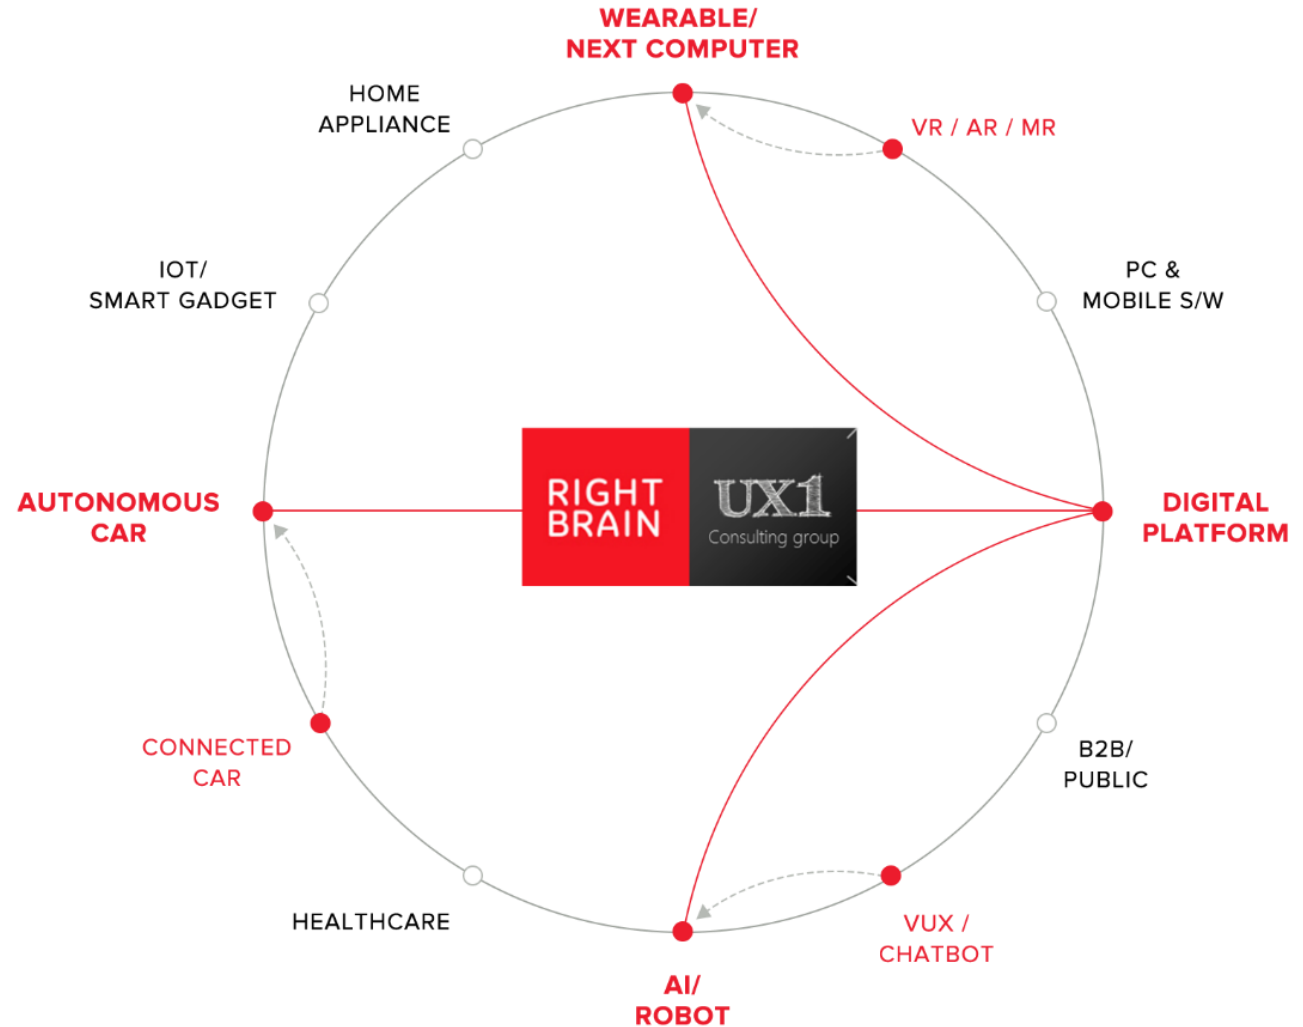 WEARABLE/
NEXT COMPUTER
HOME
APPLIANCE
VR / AR / MR
IOT/
SMART GADGET
PC &
MOBILE S/W
RIGHT
BRAIN
UX1
Consulting group
AUTONOMOUS
CAR
DIGITAL
PLATFORM
CONNECTED
CAR
B2B/
PUBLIC
HEALTHCARE
VUX /
CHATBOT
AI/
ROBOT